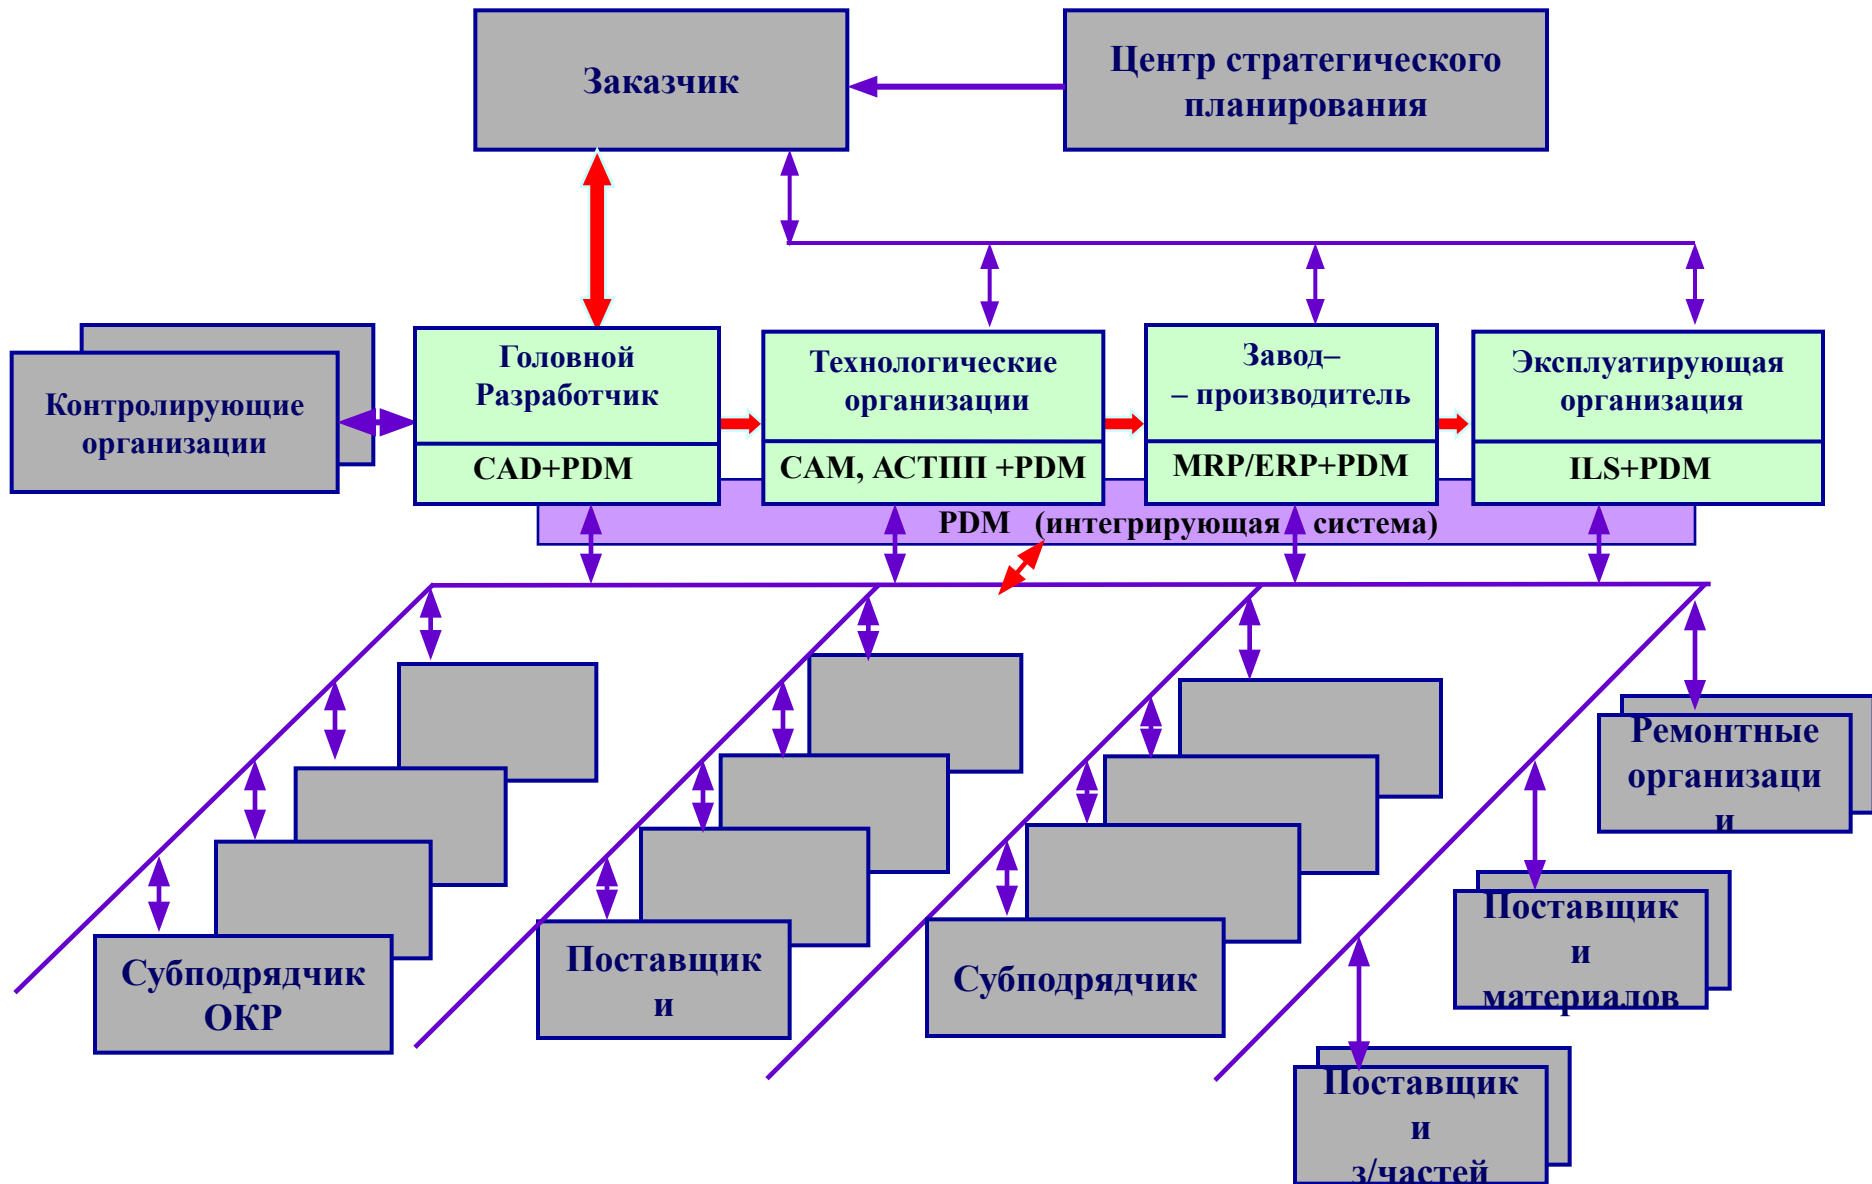 Заказчик
Центр стратегического
планирования
Контролирующие
организации
Головной
Разработчик
CAD+PDM
Технологические
организации
CAM, АСТПП +PDM
Завод–
– производитель
MRP/ERP+PDM
Эксплуатирующая
организация
ILS+PDM
PDM (интегрирующая система)
Субподрядчик
ОКР
Поставщик
и
Субподрядчик
Ремонтные
организаци
и
Поставщик
и
материалов
Поставщик
и
з/частей